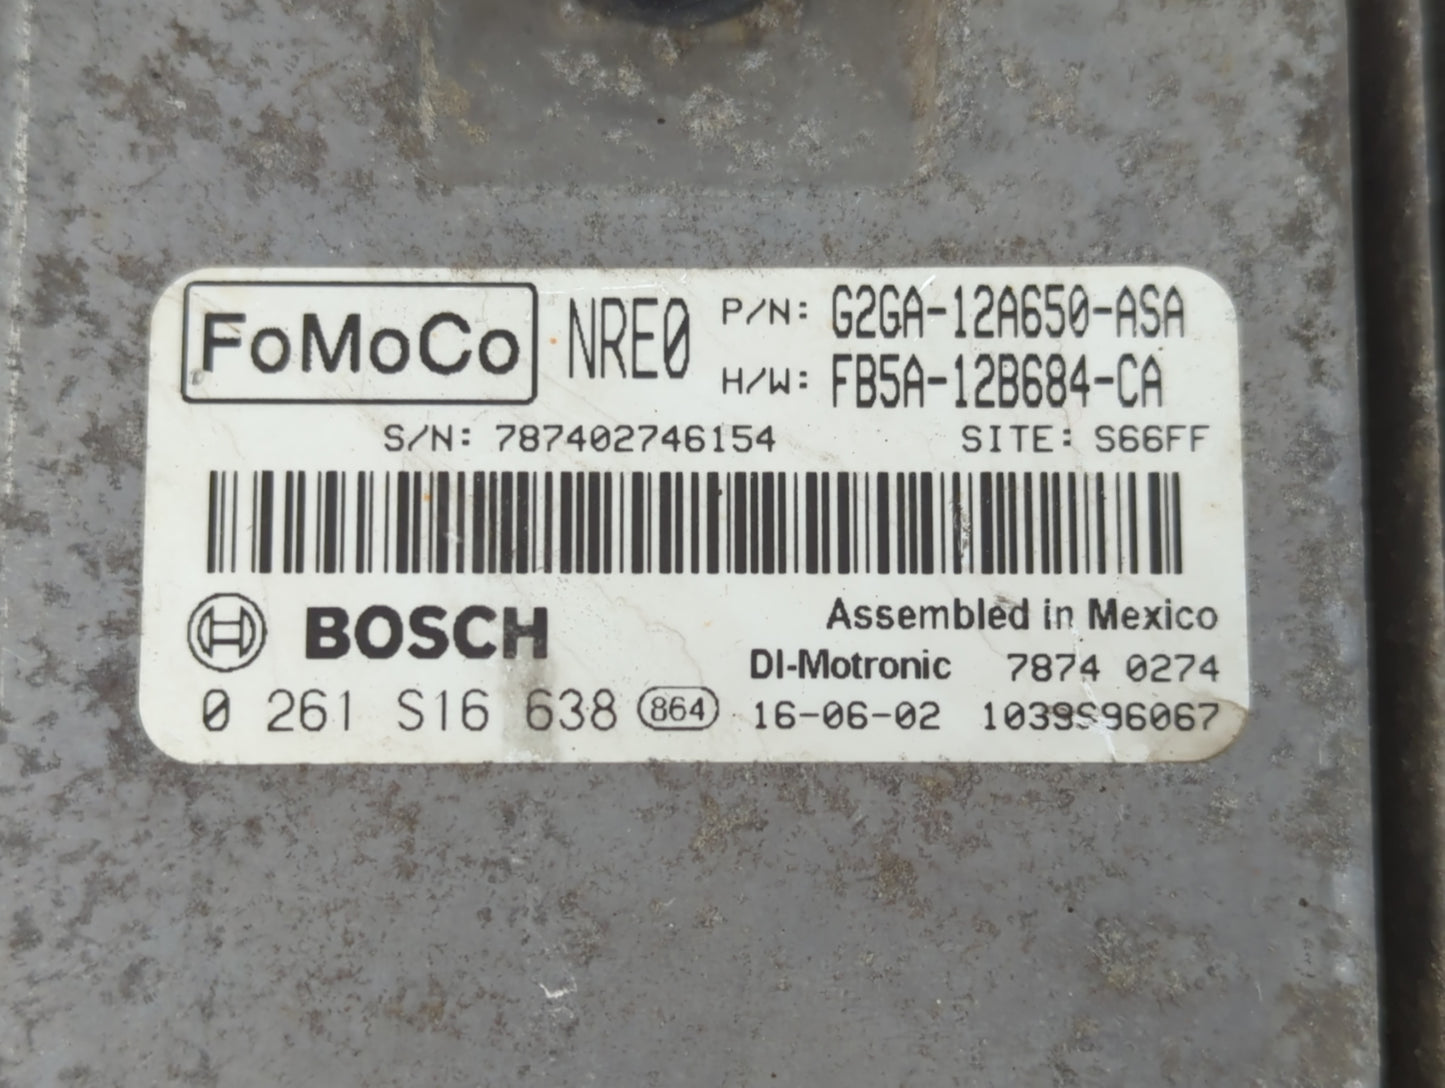 FoMoCo NRE0 P/N: G2GA-12A650-ASA
H/W: FB5A-12B684-CA
S/N: 787402746154 SITE: S66FF
BOSCH Assembled in Mexico
DI-Motronic 7874 0274
0 261 S16 638 864 16-06-02 1039S96067